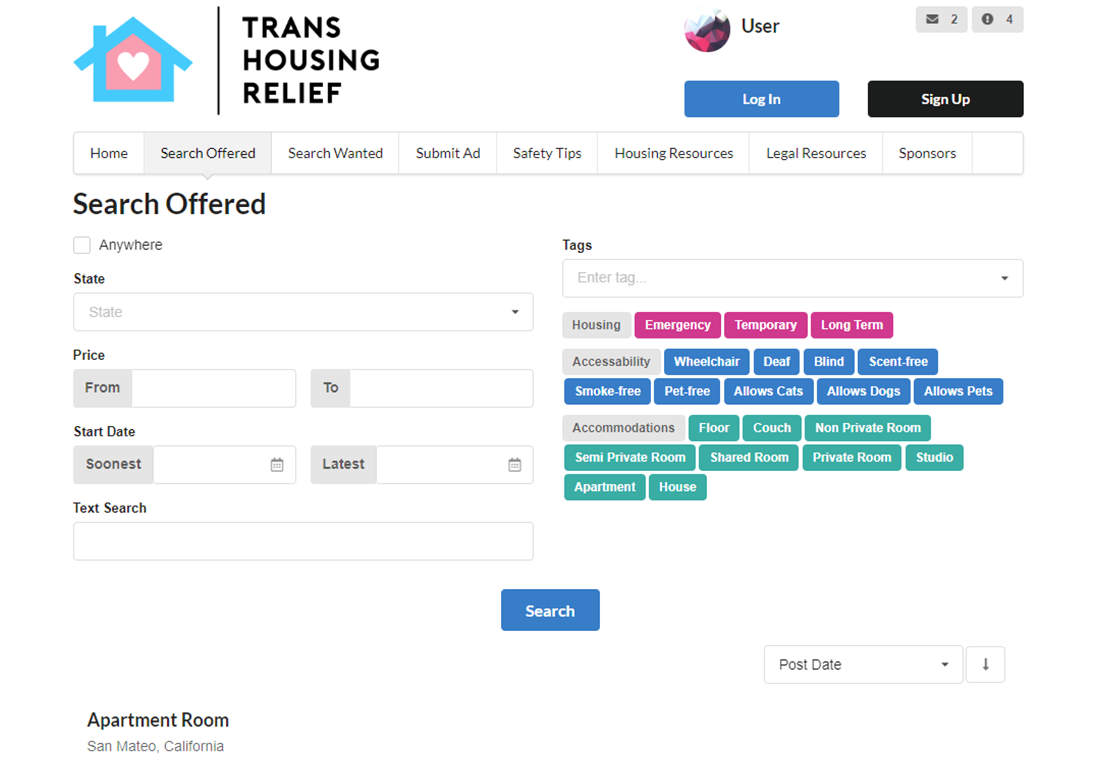 TRANS
HOUSING
RELIEF
User
2
4
Log In
Sign Up
Home
Search Offered
Search Wanted
Submit Ad
Safety Tips
Housing Resources
Legal Resources
Sponsors
Search Offered
Anywhere
State
State
Price
From
To
Start Date
Soonest
Latest
Text Search
Tags
Enter tag...
Housing Emergency Temporary Long Term
Accessability Wheelchair Deaf Blind Scent-free
Smoke-free Pet-free Allows Cats Allows Dogs Allows Pets
Accommodations Floor Couch Non Private Room
Semi Private Room Shared Room Private Room Studio
Apartment House
Search
Post Date
Apartment Room
San Mateo, California